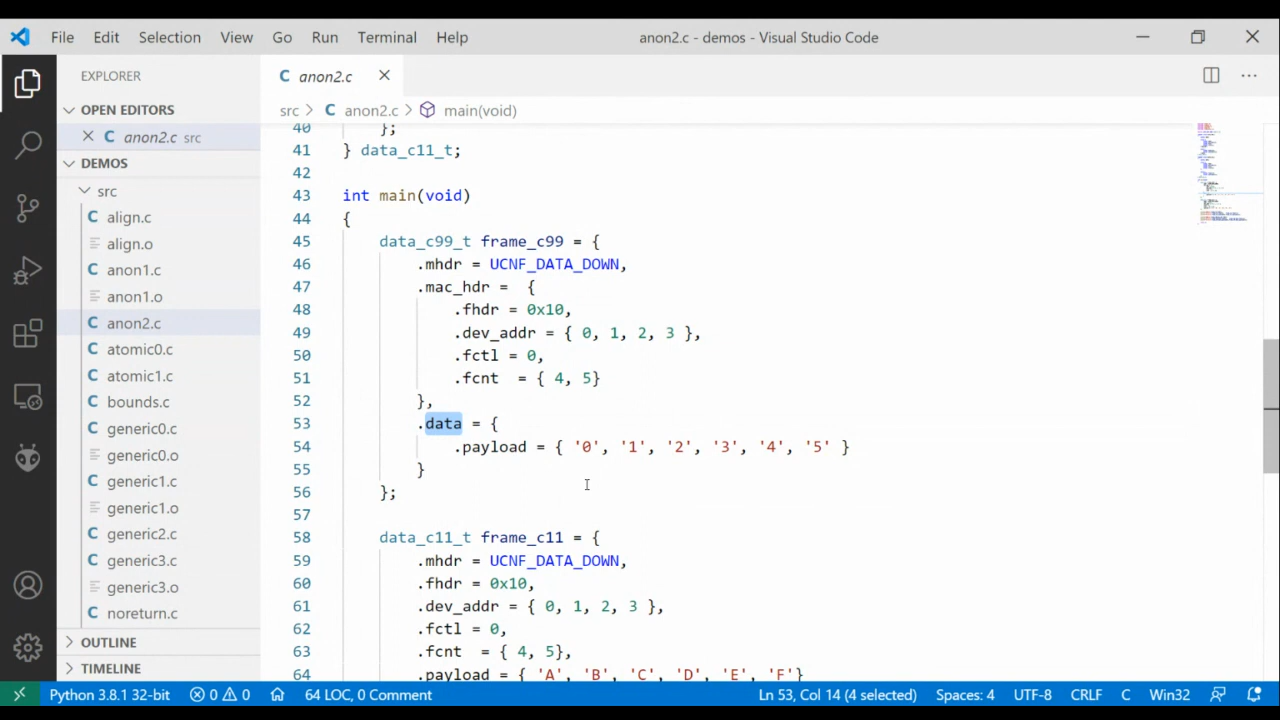 File Edit Selection View Go Run Terminal Help anon2.c - demos - Visual Studio Code
EXPLORER
OPEN EDITORS
anon2.c src
DEMOS
src
align.c
align.o
anon1.c
anon1.o
anon2.c
atomic0.c
atomic1.c
bounds.c
generic0.c
generic0.o
generic1.c
generic1.o
generic2.c
generic3.c
generic3.o
noreturn.c
OUTLINE
TIMELINE
anon2.c
src > anon2.c > main(void)
40 };
41 } data_c11_t;
42
43 int main(void)
44 {
45 data_c99_t frame_c99 = {
46 .mhdr = UCNF_DATA_DOWN,
47 .mac_hdr = {
48 .fhdr = 0x10,
49 .dev_addr = { 0, 1, 2, 3 },
50 .fctl = 0,
51 .fcnt = { 4, 5}
52 },
53 .data = {
54 .payload = { '0', '1', '2', '3', '4', '5' }
55 }
56 };
57
58 data_c11_t frame_c11 = {
59 .mhdr = UCNF_DATA_DOWN,
60 .fhdr = 0x10,
61 .dev_addr = { 0, 1, 2, 3 },
62 .fctl = 0,
63 .fcnt = { 4, 5},
64 .payload = { 'A', 'B', 'C', 'D', 'E', 'F'}
Python 3.8.1 32-bit 0 0 64 LOC, 0 Comment Ln 53, Col 14 (4 selected) Spaces: 4 UTF-8 CRLF C Win32